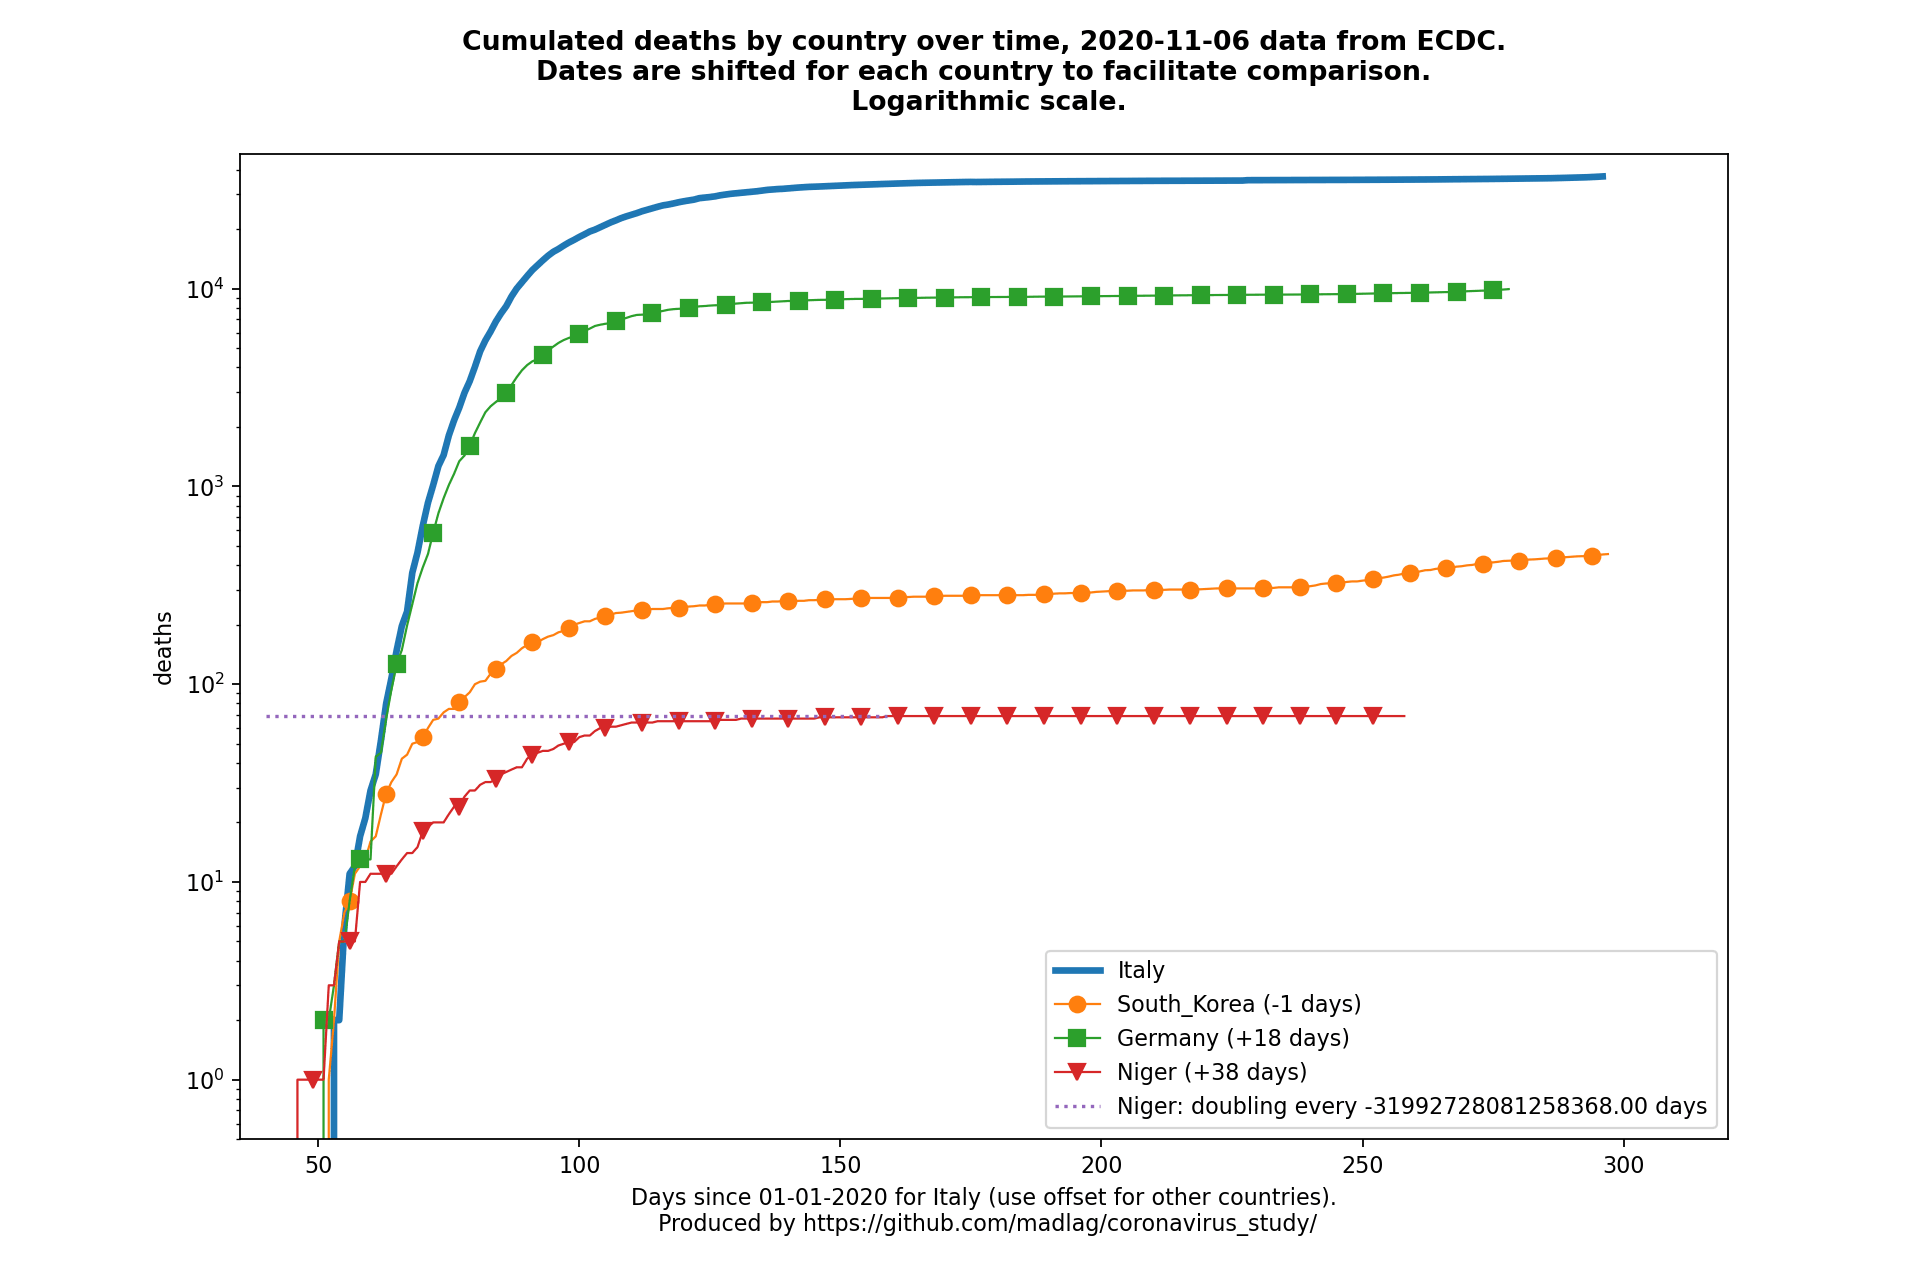 Cumulated deaths by country over time, 2020-11-06 data from ECDC.
Dates are shifted for each country to facilitate comparison.
Logarithmic scale.
10^4
10^3
10^2
10^1
10^0
deaths
Italy
South_Korea (-1 days)
Germany (+18 days)
Niger (+38 days)
Niger: doubling every -31992728081258368.00 days
50 100 150 200 250 300
Days since 01-01-2020 for Italy (use offset for other countries).
Produced by https://github.com/madlag/coronavirus_study/